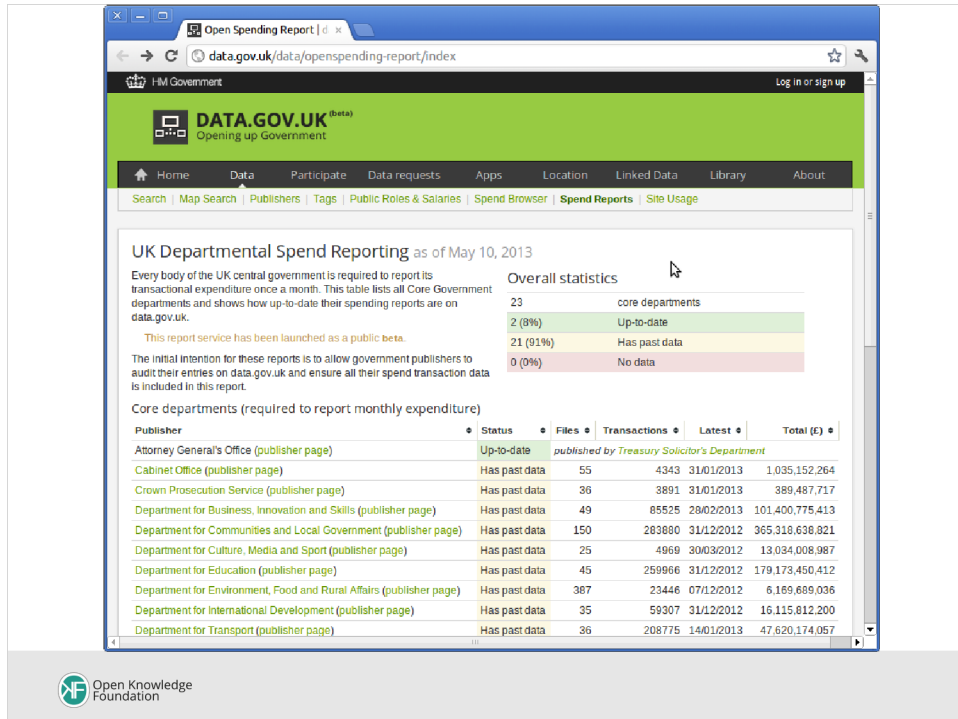 Open Spending Report | d
data.gov.uk/data/openspending-report/index
HM Government
Log in or sign up
DATA.GOV.UK (beta)
Opening up Government
Home Data Participate Data requests Apps Location Linked Data Library About
Search | Map Search | Publishers | Tags | Public Roles & Salaries | Spend Browser | Spend Reports | Site Usage
UK Departmental Spend Reporting as of May 10, 2013
Every body of the UK central government is required to report its
transactional expenditure once a month. This table lists all Core Government
departments and shows how up-to-date their spending reports are on
data.gov.uk.
This report service has been launched as a public beta.
The initial intention for these reports is to allow government publishers to
audit their entries on data.gov.uk and ensure all their spend transaction data
is included in this report.
Overall statistics
23 core departments
2 (8%) Up-to-date
21 (91%) Has past data
0 (0%) No data
Core departments (required to report monthly expenditure)
Publisher Status Files Transactions Latest Total (£)
Attorney General's Office (publisher page) Up-to-date published by Treasury Solicitor's Department
Cabinet Office (publisher page) Has past data 55 4343 31/01/2013 1,035,152,264
Crown Prosecution Service (publisher page) Has past data 36 3891 31/01/2013 389,487,717
Department for Business, Innovation and Skills (publisher page) Has past data 49 85525 28/02/2013 101,400,775,413
Department for Communities and Local Government (publisher page) Has past data 150 283880 31/12/2012 365,318,638,821
Department for Culture, Media and Sport (publisher page) Has past data 25 4969 30/03/2012 13,034,008,987
Department for Education (publisher page) Has past data 45 259966 31/12/2012 179,173,450,412
Department for Environment, Food and Rural Affairs (publisher page) Has past data 387 23446 07/12/2012 6,169,689,036
Department for International Development (publisher page) Has past data 35 59307 31/12/2012 16,115,812,200
Department for Transport (publisher page) Has past data 36 208775 14/01/2013 47,620,174,057
Open Knowledge
Foundation